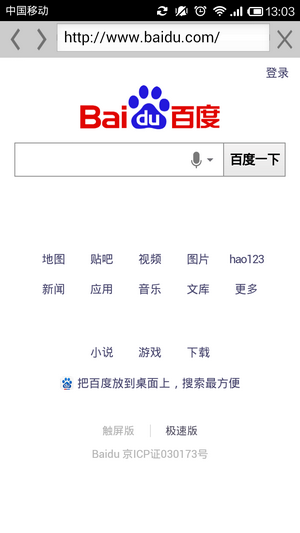 中国移动 13:03
http://www.baidu.com/
登录
Bai du 百度
百度一下
地图 贴吧 视频 图片 hao123
新闻 应用 音乐 文库 更多
小说 游戏 下载
把百度放到桌面上，搜索最方便
触屏版 极速版
Baidu 京ICP证030173号